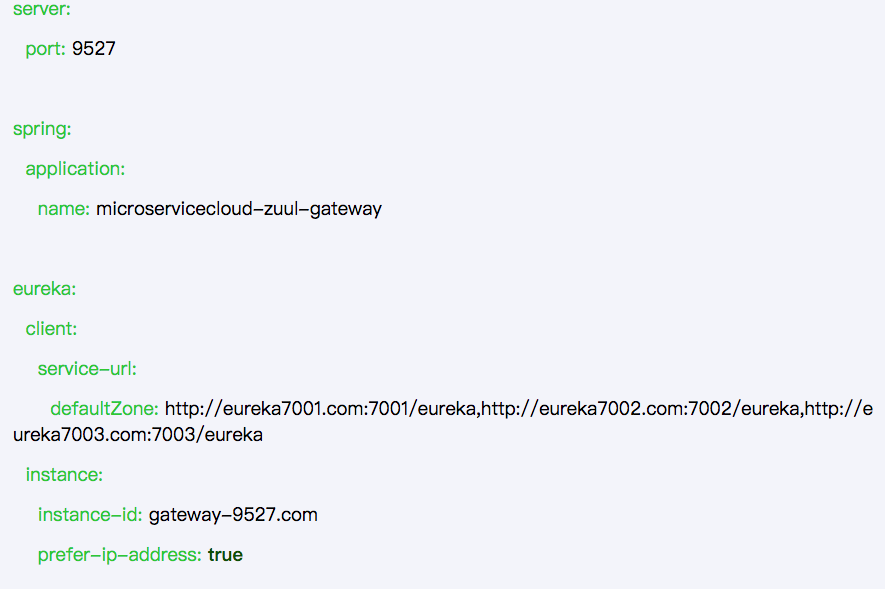 server:
port: 9527
spring:
application:
name: microservicecloud-zuul-gateway
eureka:
client:
service-url:
defaultZone: http://eureka7001.com:7001/eureka,http://eureka7002.com:7002/eureka,http://e
ureka7003.com:7003/eureka
instance:
instance-id: gateway-9527.com
prefer-ip-address: true